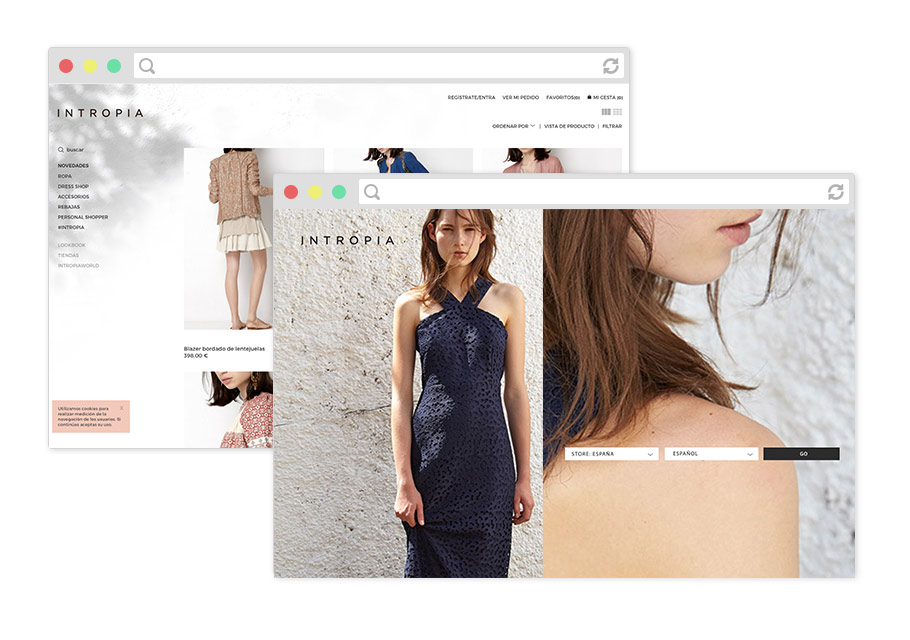 REGÍSTRATE/ENTRA VER MI PEDIDO FAVORITOS(0) MI CESTA (0)
INTROPIA
ORDENAR POR | VISTA DE PRODUCTO | FILTRAR
buscar
NOVEDADES
ROPA
DRESS SHOP
ACCESORIOS
REBAJAS
PERSONAL SHOPPER
#INTROPIA
LOOKBOOK
TIENDAS
INTROPIAWORLD
Blazer bordado de lentejuelas
398,00 €
Utilizamos cookies para
realizar medición de la
navegación de los usuarios. Si
continúas aceptas su uso.
INTROPIA
STORE: ESPAÑA ESPAÑOL GO